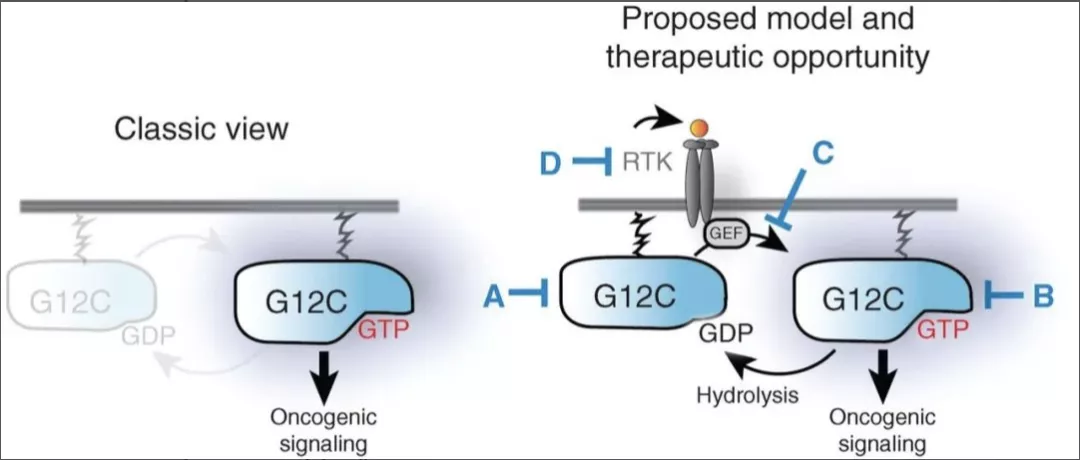 Classic view
G12C
GDP
G12C
GTP
Oncogenic
signaling
Proposed model and
therapeutic opportunity
D
RTK
C
GEF
A
G12C
GDP
Hydrolysis
G12C
GTP
B
Oncogenic
signaling